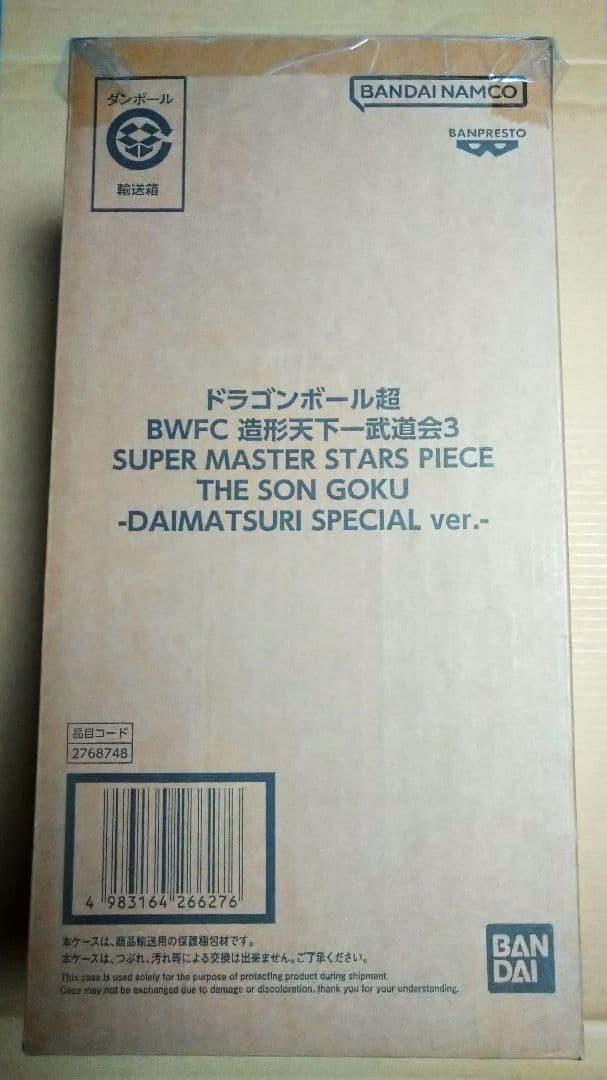 ダンボール
輸送箱
BANDAI NAMCO
BANPRESTO
ドラゴンボール超
BWFC 造形天下一武道会3
SUPER MASTER STARS PIECE
THE SON GOKU
-DAIMATSURI SPECIAL ver.-
品目コード
2768748
4 983164 266276
本ケースは、商品輸送用の保護梱包材です。
本ケースは、つぶれ、汚れ等による交換は出来ません。ご了承ください。
This case is used solely for the purpose of protecting product during shipment.
Case may not be exchanged due to damage or discoloration, thank you for your understanding.
BAN
DAI